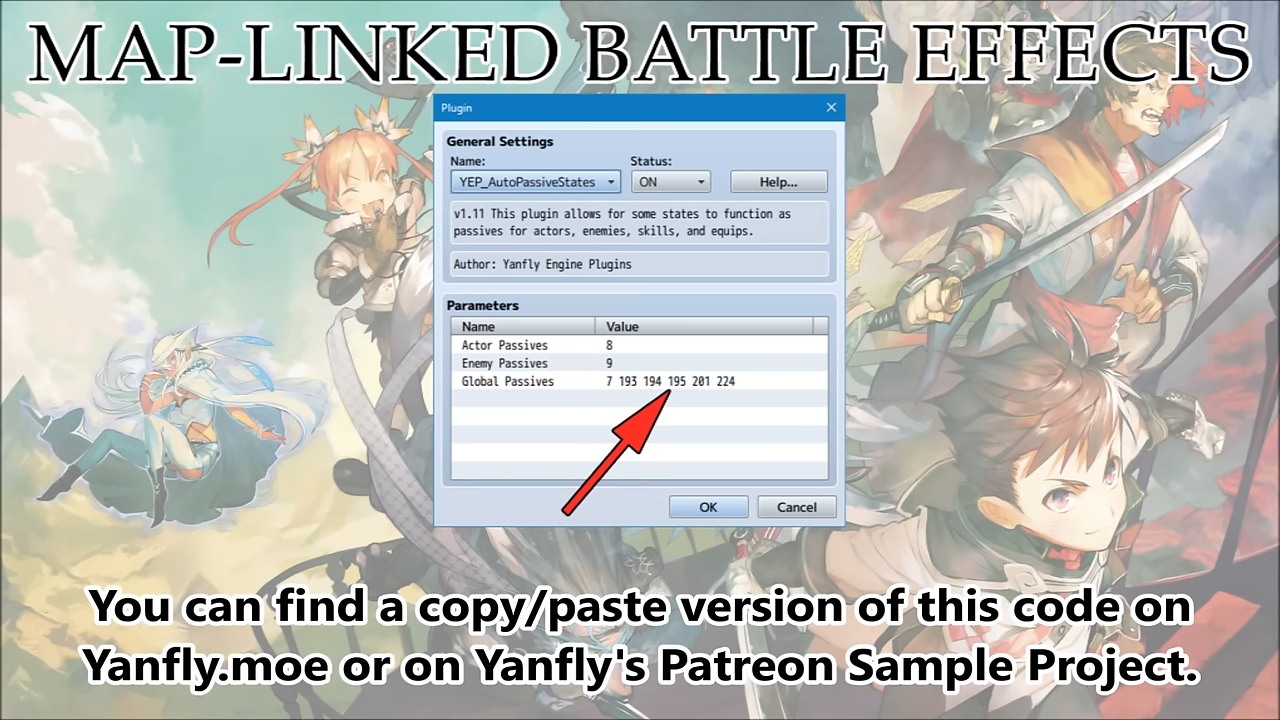 MAP-LINKED BATTLE EFFECTS
Plugin
General Settings
Name: Status:
YEP_AutoPassiveStates ON Help...
v1.11 This plugin allows for some states to function as
passives for actors, enemies, skills, and equips.
Author: Yanfly Engine Plugins
Parameters
Name Value
Actor Passives 8
Enemy Passives 9
Global Passives 7 193 194 195 201 224
OK Cancel
You can find a copy/paste version of this code on
Yanfly.moe or on Yanfly's Patreon Sample Project.